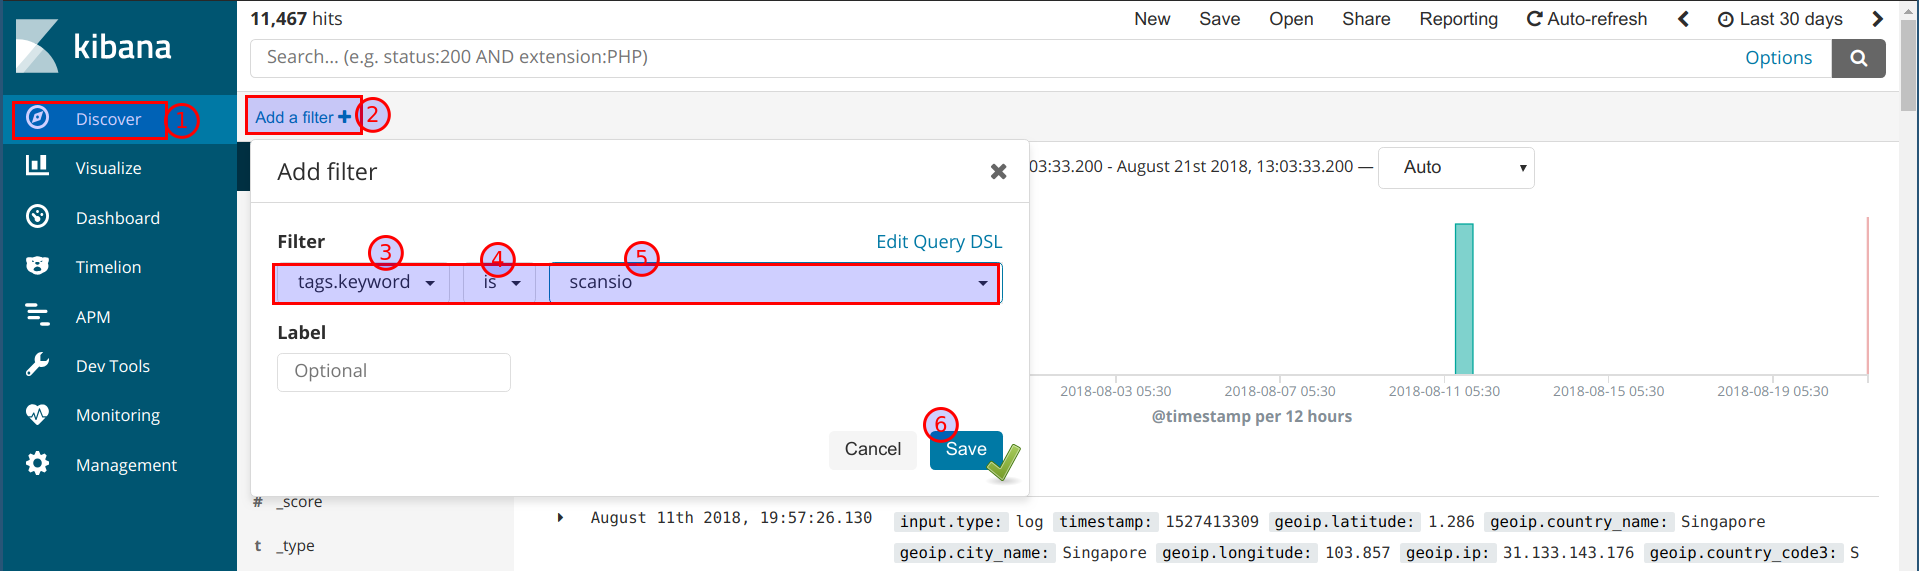 kibana
Discover 1
Visualize
Dashboard
Timelion
APM
Dev Tools
Monitoring
Management
11,467 hits
New Save Open Share Reporting Auto-refresh Last 30 days
Search... (e.g. status:200 AND extension:PHP) Options
Add a filter + 2
03:33.200 - August 21st 2018, 13:03:33.200 — Auto
Add filter
Filter 3 4 5 Edit Query DSL
tags.keyword is scansio
Label
Optional
6
Cancel Save
2018-08-03 05:30 2018-08-07 05:30 2018-08-11 05:30 2018-08-15 05:30 2018-08-19 05:30
@timestamp per 12 hours
# _score
t _type
August 11th 2018, 19:57:26.130 input.type: log timestamp: 1527413309 geoip.latitude: 1.286 geoip.country_name: Singapore
geoip.city_name: Singapore geoip.longitude: 103.857 geoip.ip: 31.133.143.176 geoip.country_code3: S